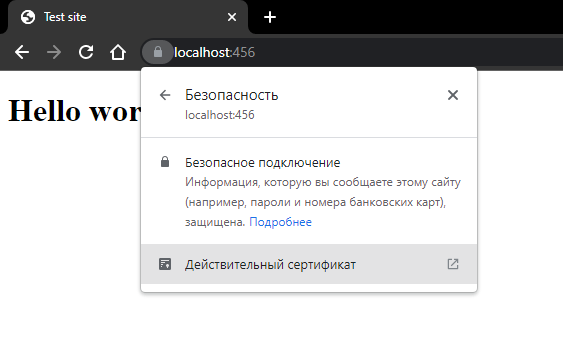 Test site
localhost:456
Безопасность
localhost:456
Hello wor
Безопасное подключение
Информация, которую вы сообщаете этому сайту
(например, пароли и номера банковских карт),
защищена. Подробнее
Действительный сертификат